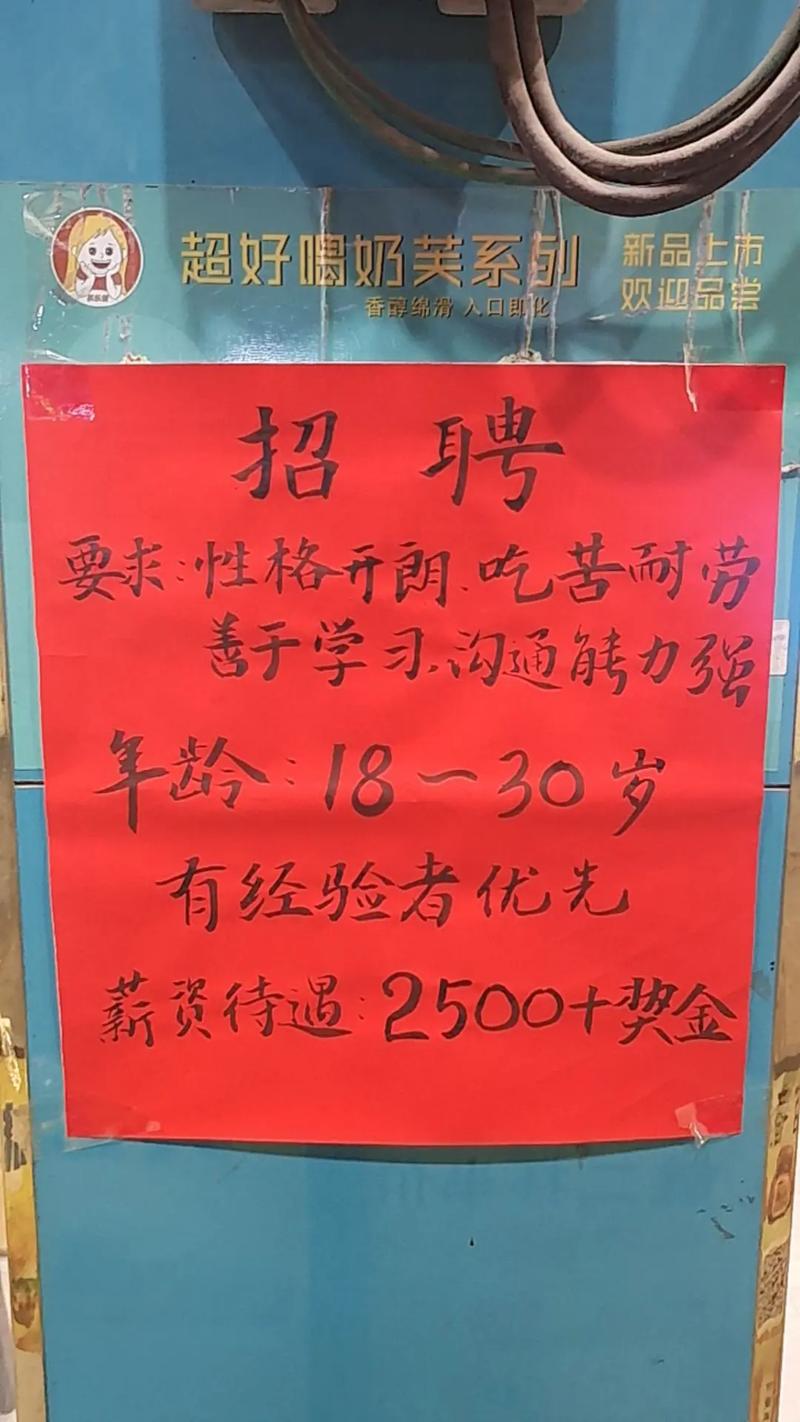 超好喝奶芙系列
香醇绵滑 入口即化
新品上市
欢迎品尝
招聘
要求:性格开朗、吃苦耐劳
善于学习、沟通能力强
年龄:18-30岁
有经验者优先
薪资待遇:2500+奖金